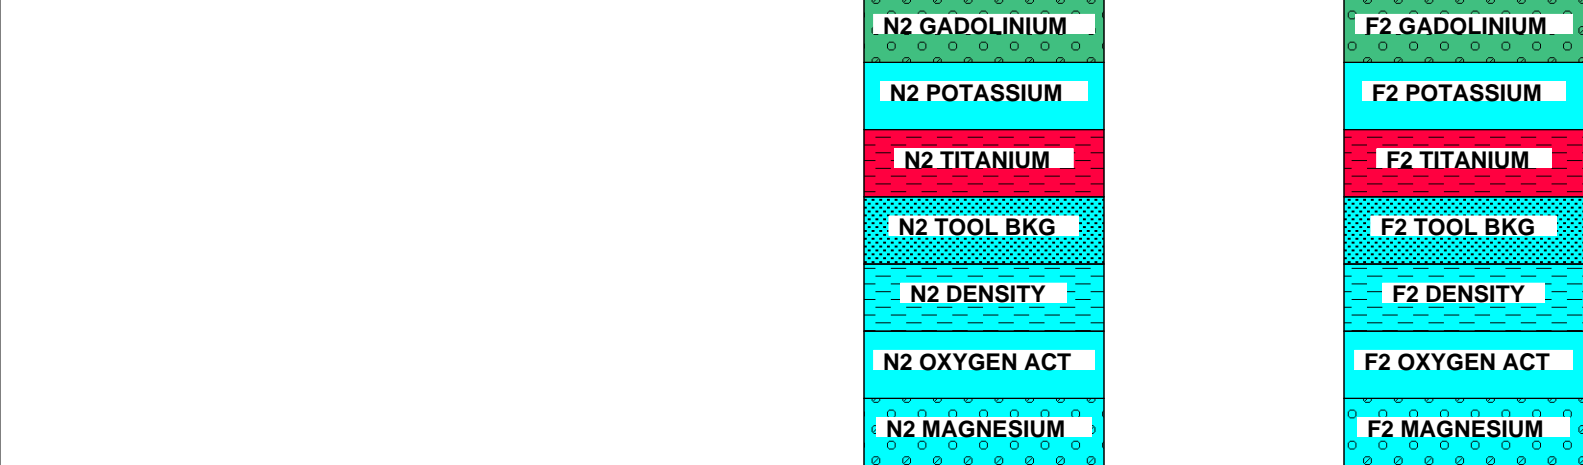 N2 GADOLINIUM F2 GADOLINIUM
N2 POTASSIUM F2 POTASSIUM
N2 TITANIUM F2 TITANIUM
N2 TOOL BKG F2 TOOL BKG
N2 DENSITY F2 DENSITY
N2 OXYGEN ACT F2 OXYGEN ACT
N2 MAGNESIUM F2 MAGNESIUM